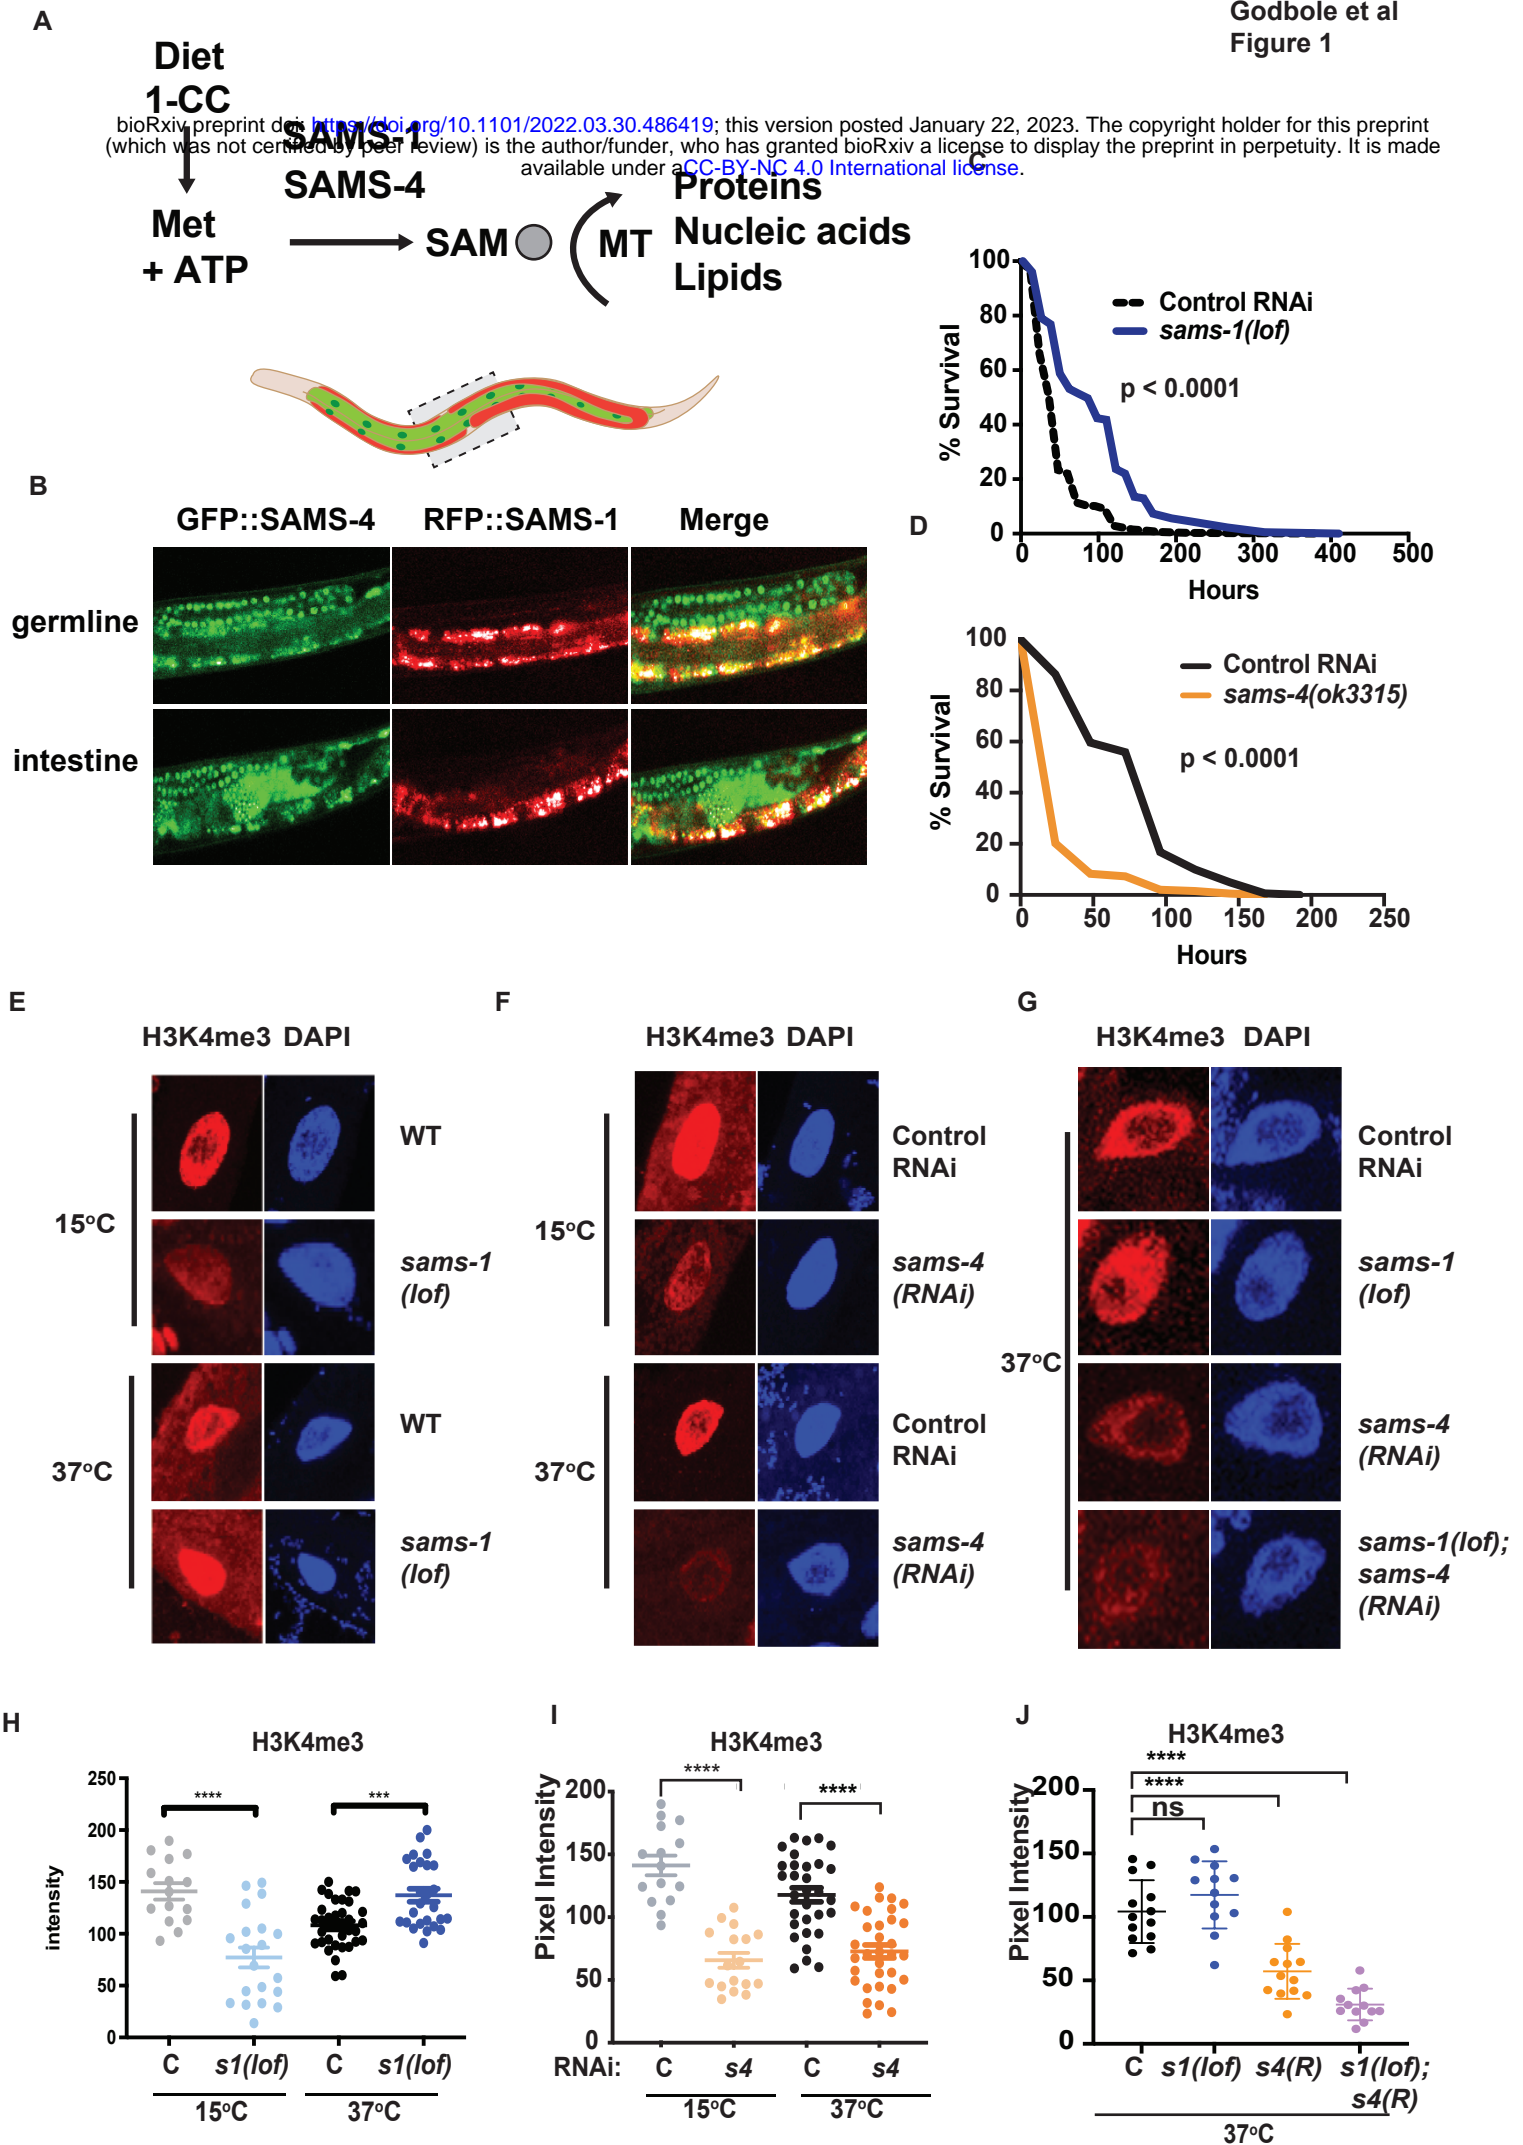 A
Godbole et al
Figure 1
Diet
1-CC
SAMS-1
SAMS-4
bioRxiv preprint doi: https://doi.org/10.1101/2022.03.30.486419; this version posted January 22, 2023. The copyright holder for this preprint
(which was not certified by peer review) is the author/funder, who has granted bioRxiv a license to display the preprint in perpetuity. It is made
available under aCC-BY-NC 4.0 International license.
Met
+ ATP
SAM
MT
Proteins
Nucleic acids
Lipids
B
GFP::SAMS-4 RFP::SAMS-1 Merge
germline
intestine
C
% Survival
100
80
60
40
20
0
Control RNAi
sams-1(lof)
p < 0.0001
0 100 200 300 400 500
Hours
D
% Survival
100
80
60
40
20
0
Control RNAi
sams-4(ok3315)
p < 0.0001
0 50 100 150 200 250
Hours
E
H3K4me3 DAPI
15°C
WT
sams-1
(lof)
37°C
WT
sams-1
(lof)
F
H3K4me3 DAPI
15°C
Control
RNAi
sams-4
(RNAi)
37°C
Control
RNAi
sams-4
(RNAi)
G
H3K4me3 DAPI
37°C
Control
RNAi
sams-1
(lof)
sams-4
(RNAi)
sams-1(lof);
sams-4
(RNAi)
H
H3K4me3
intensity
250
200
150
100
50
0
**** ***
C s1(lof) C s1(lof)
15°C 37°C
I
H3K4me3
Pixel Intensity
200
150
100
50
0
**** ****
RNAi: C s4 C s4
15°C 37°C
J
H3K4me3
Pixel Intensity
200
150
100
50
0
****
****
ns
C s1(lof) s4(R) s1(lof);
s4(R)
37°C